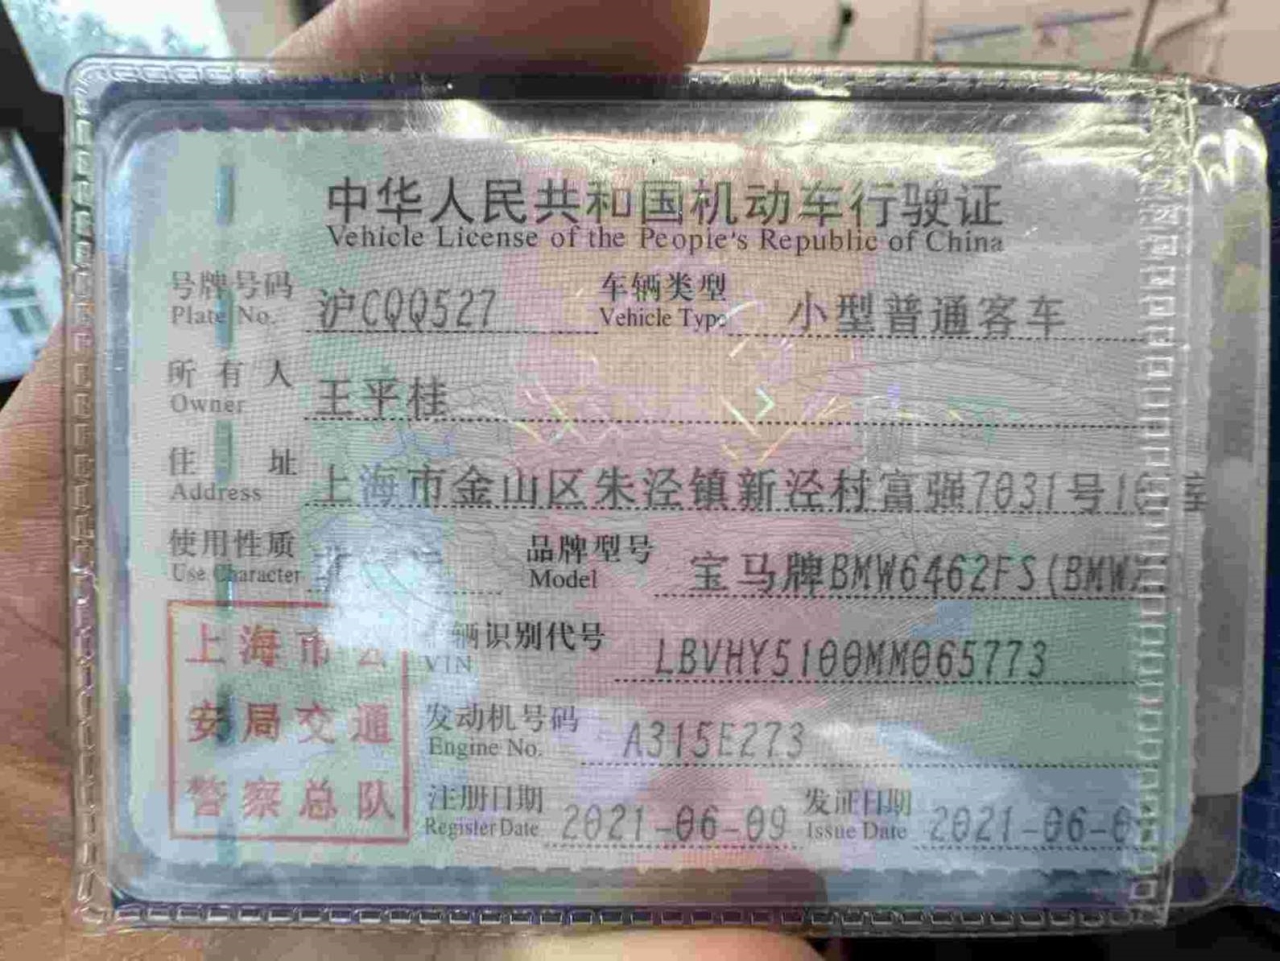 中华人民共和国机动车行驶证
Vehicle License of the People's Republic of China
号牌号码 沪CQQ527 车辆类型 小型普通客车
Plate No. Vehicle Type
所有人 王平桂
Owner
住址 上海市金山区朱泾镇新泾村富强7031号
Address
使用性质 品牌型号 宝马牌BMW6462FS(BMW
Use Character Model
辆识别代号 LBVHY5100MM065773
VIN
发动机号码 A315E273
Engine No.
注册日期 2021-06-09 发证日期 2021-06-
Register Date Issue Date
上海市公
安局交通
警察总队